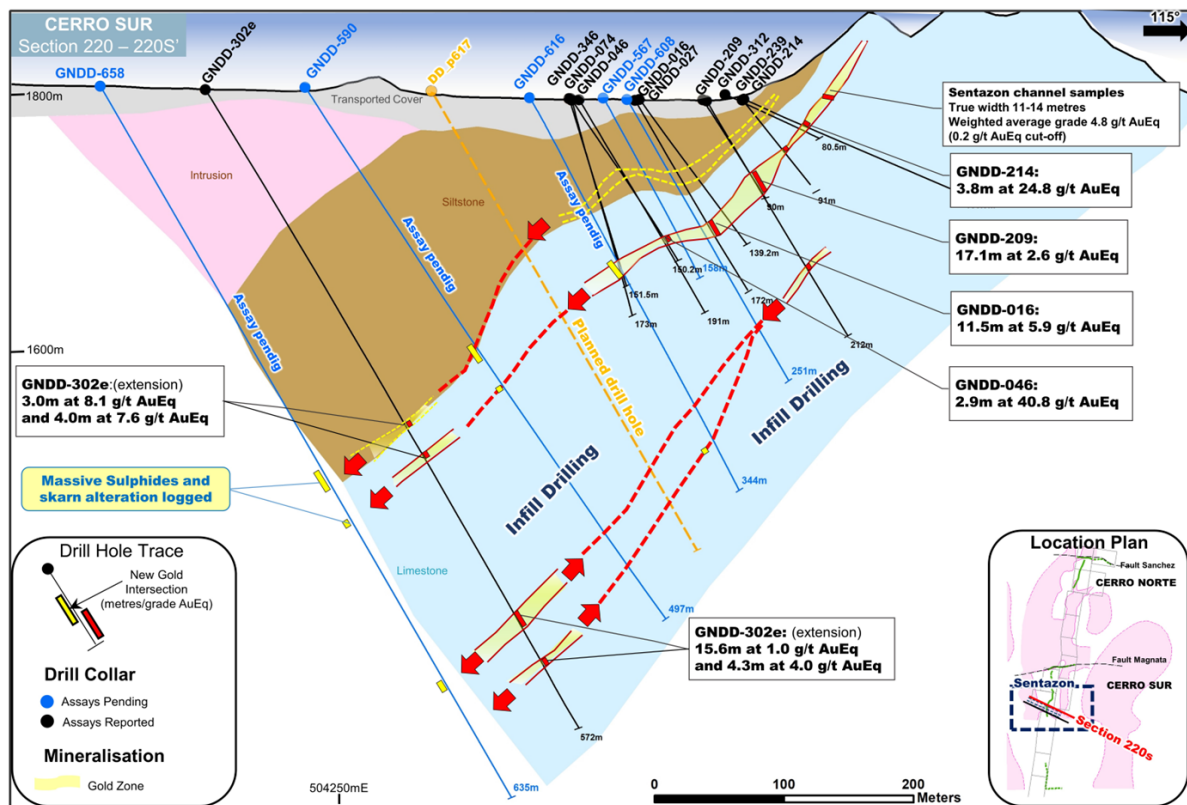 CERRO SUR
Section 220 – 220S'
115°
GNDD-658
GNDD-302e
GNDD-590
DD_p617
GNDD-616
GNDD-346
GNDD-074
GNDD-046
GNDD-567
GNDD-608
GNDD-016
GNDD-027
GNDD-209
GNDD-312
GNDD-239
GNDD-214
1800m
Transported Cover
Intrusion
Siltstone
Limestone
Assay pendig
Assay pendig
Assay pendig
Assay pendig
Planned drill hole
Infill Drilling
Infill Drilling
Sentazon channel samples
True width 11-14 metres
Weighted average grade 4.8 g/t AuEq
(0.2 g/t AuEq cut-off)
GNDD-214:
3.8m at 24.8 g/t AuEq
GNDD-209:
17.1m at 2.6 g/t AuEq
GNDD-016:
11.5m at 5.9 g/t AuEq
GNDD-046:
2.9m at 40.8 g/t AuEq
80.5m
91m
90m
139.2m
150.2m
158m
151.5m
172m
173m
191m
212m
251m
344m
497m
572m
635m
1600m
GNDD-302e:(extension)
3.0m at 8.1 g/t AuEq
and 4.0m at 7.6 g/t AuEq
Massive Sulphides and
skarn alteration logged
GNDD-302e: (extension)
15.6m at 1.0 g/t AuEq
and 4.3m at 4.0 g/t AuEq
Drill Hole Trace
New Gold
Intersection
(metres/grade AuEq)
Drill Collar
Assays Pending
Assays Reported
Mineralisation
Gold Zone
504250mE
0
100
200
Meters
Location Plan
Fault Sanchez
CERRO NORTE
Fault Magnata
Sentazon
CERRO SUR
Section 220s